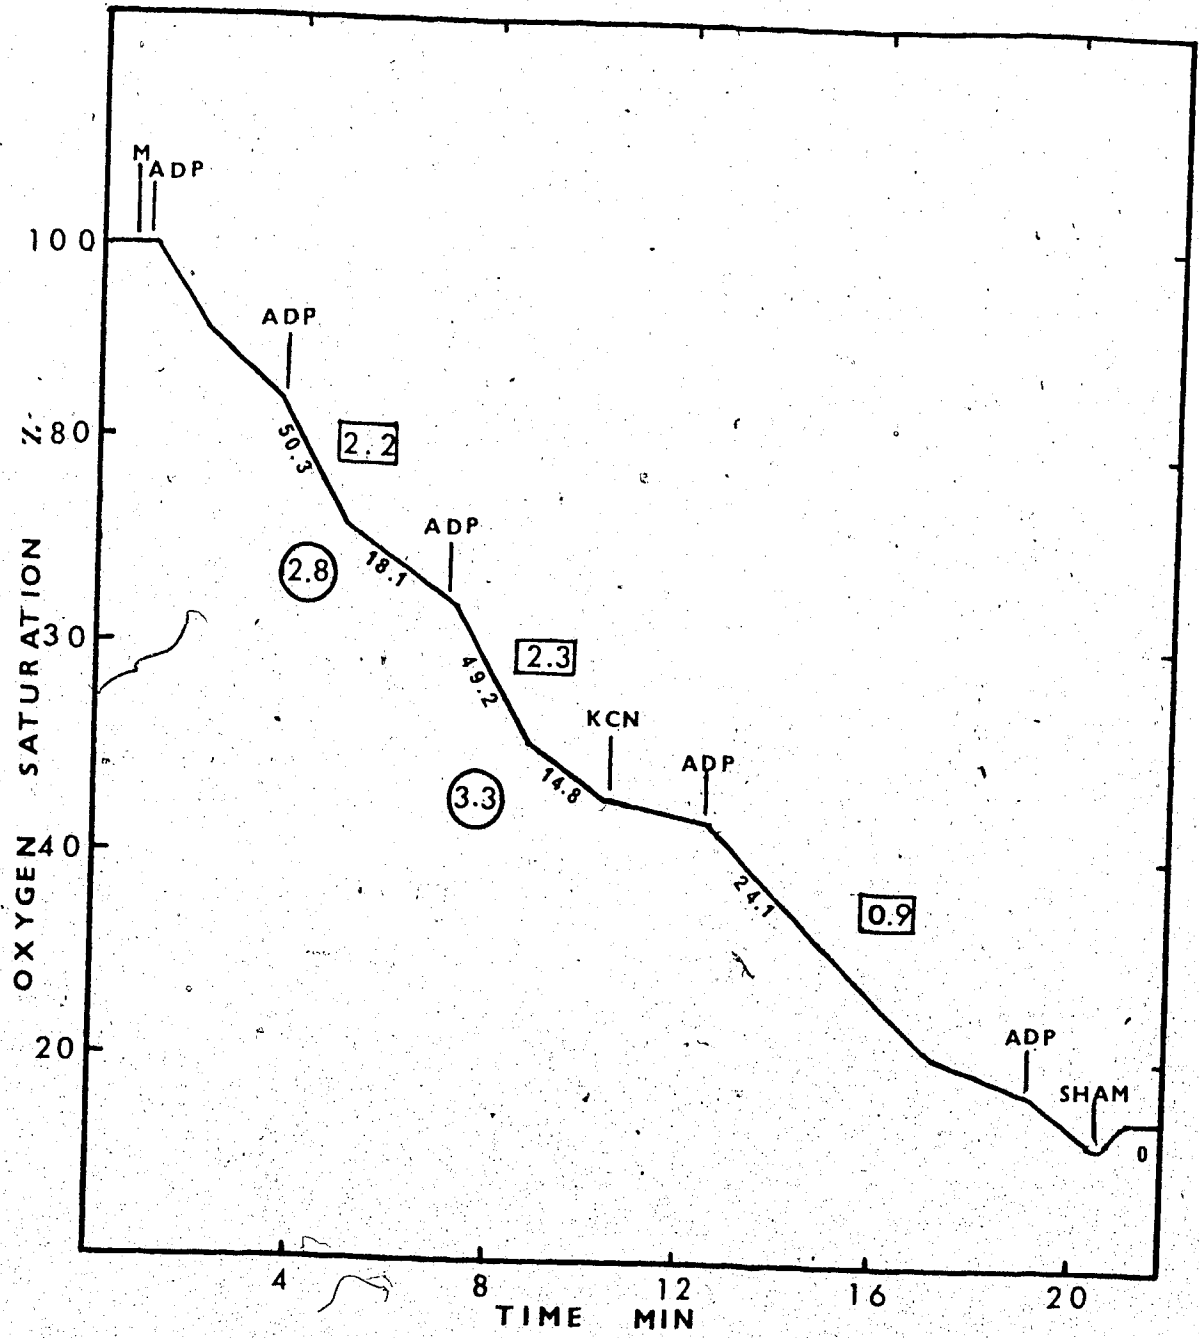 M
ADP
100
ADP
%
80
50.3
2.2
ADP
2.8
18.1
OXYGEN SATURATION
30
49.2
2.3
KCN
ADP
3.3
14.8
40
24.1
0.9
20
ADP
SHAM
0
4 8 12 16 20
TIME MIN